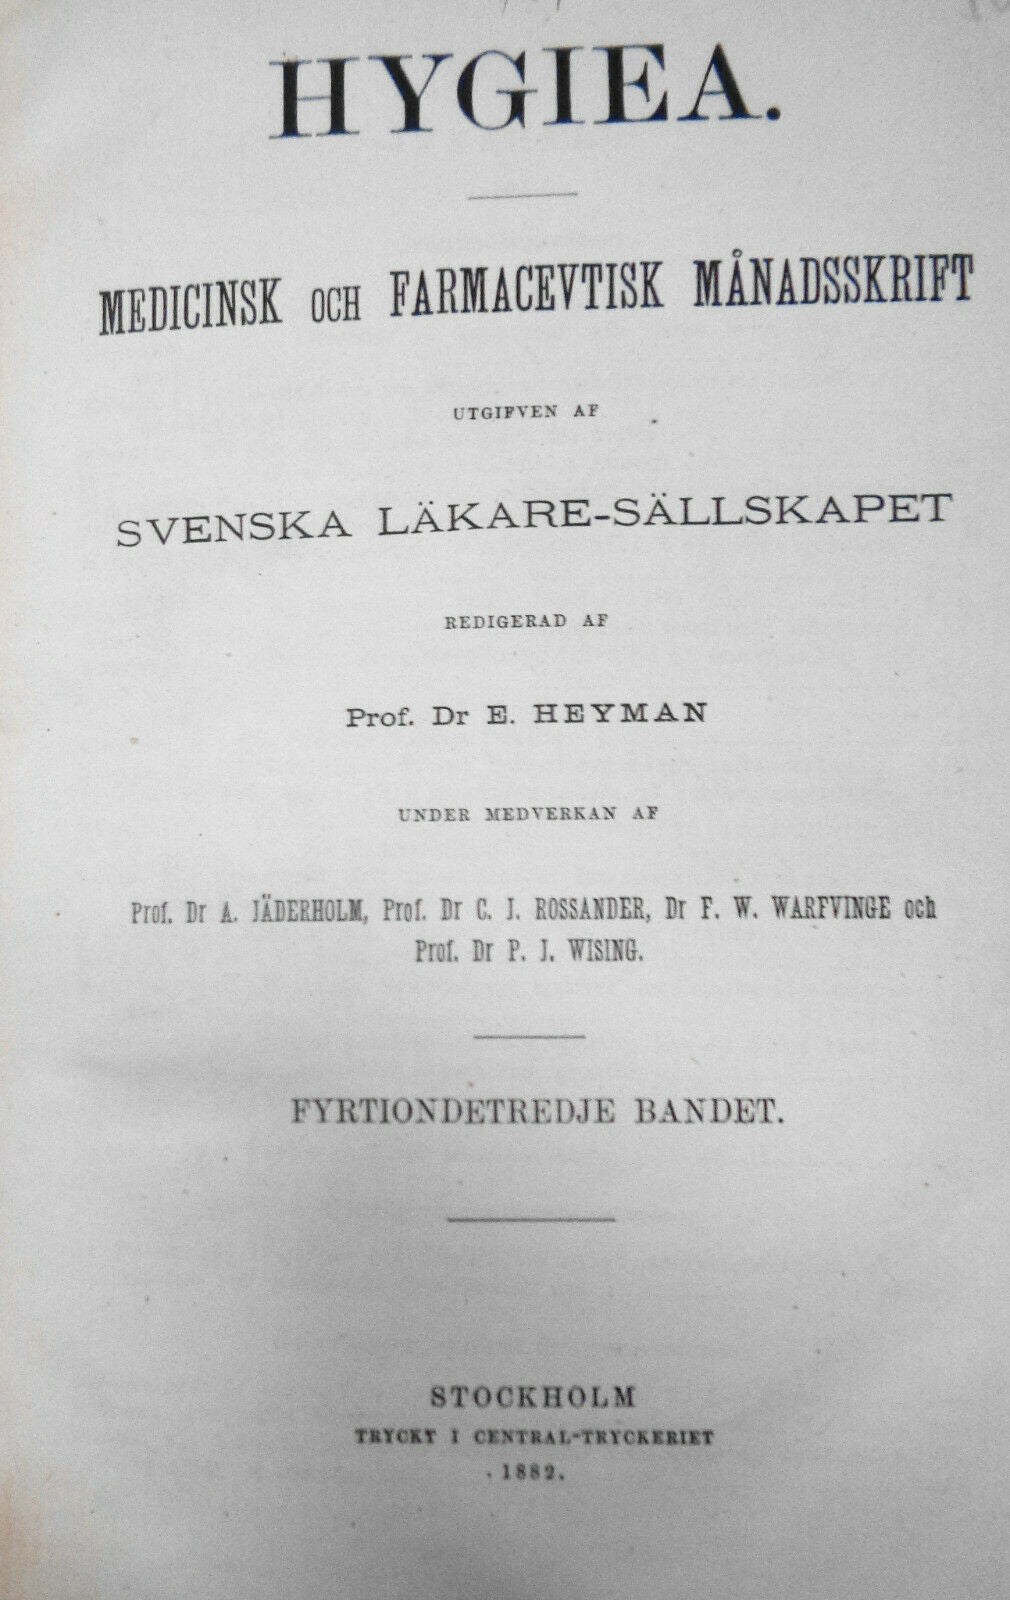 HYGIEA.
MEDICINSK OCH FARMACEVTISK MÅNADSSKRIFT
UTGIFVEN AF
SVENSKA LÄKARE-SÄLLSKAPET
REDIGERAD AF
Prof. Dr E. HEYMAN
UNDER MEDVERKAN AF
Prof. Dr A. JÄDERHOLM, Prof. Dr C. J. ROSSANDER, Dr F. W. WARFVINGE och
Prof. Dr P. J. WISING.
FYRTIONDETREDJE BANDET.
STOCKHOLM
TRYCKT I CENTRAL-TRYCKERIET
1882.